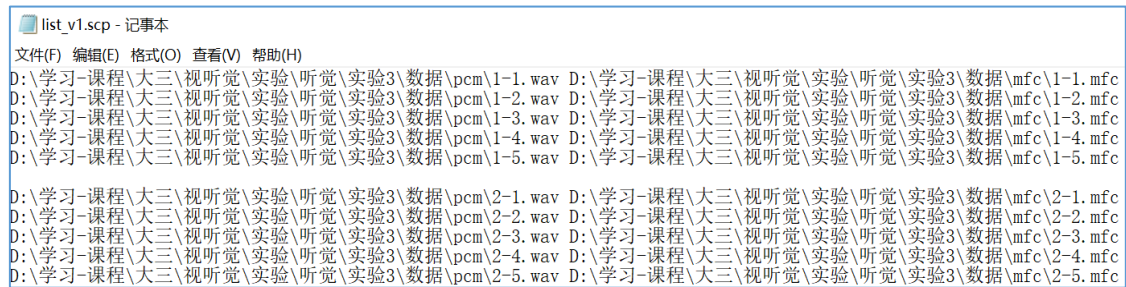 list_v1.scp - 记事本
文件(F) 编辑(E) 格式(O) 查看(V) 帮助(H)
D:\学习-课程\大三\视听觉\实验\听觉\实验3\数据\pcm\1-1.wav D:\学习-课程\大三\视听觉\实验\听觉\实验3\数据\mfc\1-1.mfc
D:\学习-课程\大三\视听觉\实验\听觉\实验3\数据\pcm\1-2.wav D:\学习-课程\大三\视听觉\实验\听觉\实验3\数据\mfc\1-2.mfc
D:\学习-课程\大三\视听觉\实验\听觉\实验3\数据\pcm\1-3.wav D:\学习-课程\大三\视听觉\实验\听觉\实验3\数据\mfc\1-3.mfc
D:\学习-课程\大三\视听觉\实验\听觉\实验3\数据\pcm\1-4.wav D:\学习-课程\大三\视听觉\实验\听觉\实验3\数据\mfc\1-4.mfc
D:\学习-课程\大三\视听觉\实验\听觉\实验3\数据\pcm\1-5.wav D:\学习-课程\大三\视听觉\实验\听觉\实验3\数据\mfc\1-5.mfc

D:\学习-课程\大三\视听觉\实验\听觉\实验3\数据\pcm\2-1.wav D:\学习-课程\大三\视听觉\实验\听觉\实验3\数据\mfc\2-1.mfc
D:\学习-课程\大三\视听觉\实验\听觉\实验3\数据\pcm\2-2.wav D:\学习-课程\大三\视听觉\实验\听觉\实验3\数据\mfc\2-2.mfc
D:\学习-课程\大三\视听觉\实验\听觉\实验3\数据\pcm\2-3.wav D:\学习-课程\大三\视听觉\实验\听觉\实验3\数据\mfc\2-3.mfc
D:\学习-课程\大三\视听觉\实验\听觉\实验3\数据\pcm\2-4.wav D:\学习-课程\大三\视听觉\实验\听觉\实验3\数据\mfc\2-4.mfc
D:\学习-课程\大三\视听觉\实验\听觉\实验3\数据\pcm\2-5.wav D:\学习-课程\大三\视听觉\实验\听觉\实验3\数据\mfc\2-5.mfc